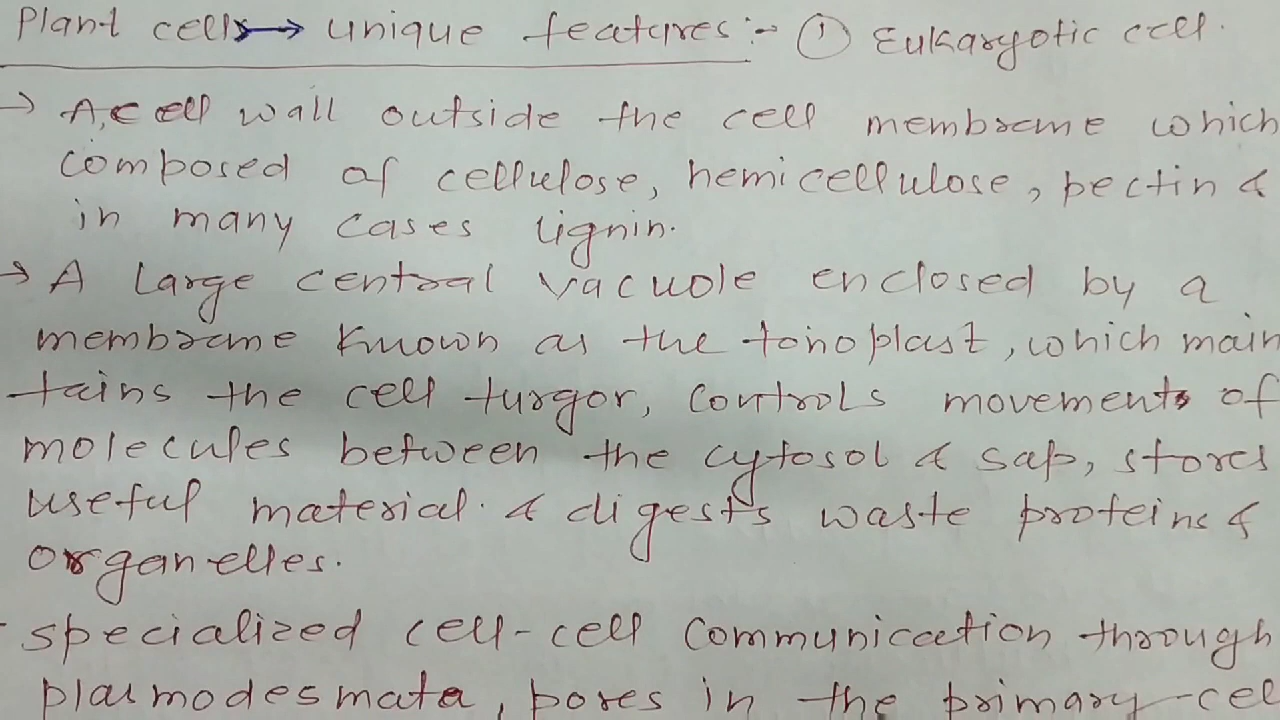 Plant cells → unique features :- ① Eukaryotic cell.
→ A cell wall outside the cell membrane which
composed of cellulose, hemicellulose, pectin &
in many cases lignin.
→ A large central vacuole enclosed by a
membrane known as the tonoplast, which main
tains the cell turgor, controls movements of
molecules between the cytosol & sap, stores
useful material & digests waste proteins &
organelles.
- specialized cell-cell communication through
plasmodesmata, pores in the primary cel